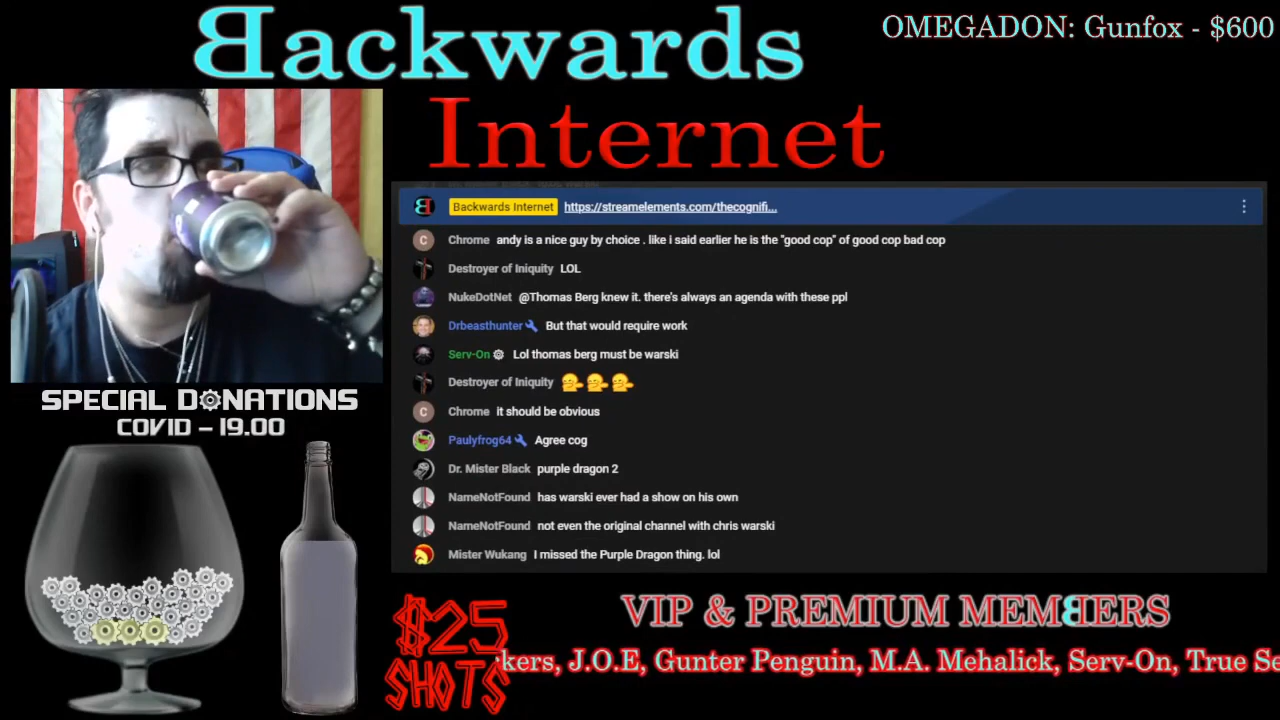 Backwards
Internet
OMEGADON: Gunfox - $600
Backwards Internet https://streamelements.com/thecognifi...
C Chrome andy is a nice guy by choice . like i said earlier he is the "good cop" of good cop bad cop
Destroyer of Iniquity LOL
NukeDotNet @Thomas Berg knew it. there's always an agenda with these ppl
Drbeasthunter But that would require work
Serv-On Lol thomas berg must be warski
Destroyer of Iniquity
C Chrome it should be obvious
Paulyfrog64 Agree cog
Dr. Mister Black purple dragon 2
NameNotFound has warski ever had a show on his own
NameNotFound not even the original channel with chris warski
Mister Wukang I missed the Purple Dragon thing. lol
SPECIAL DONATIONS
COVID – 19.00
$25
SHOTS
VIP & PREMIUM MEMBERS
kers, J.O.E, Gunter Penguin, M.A. Mehalick, Serv-On, True Se